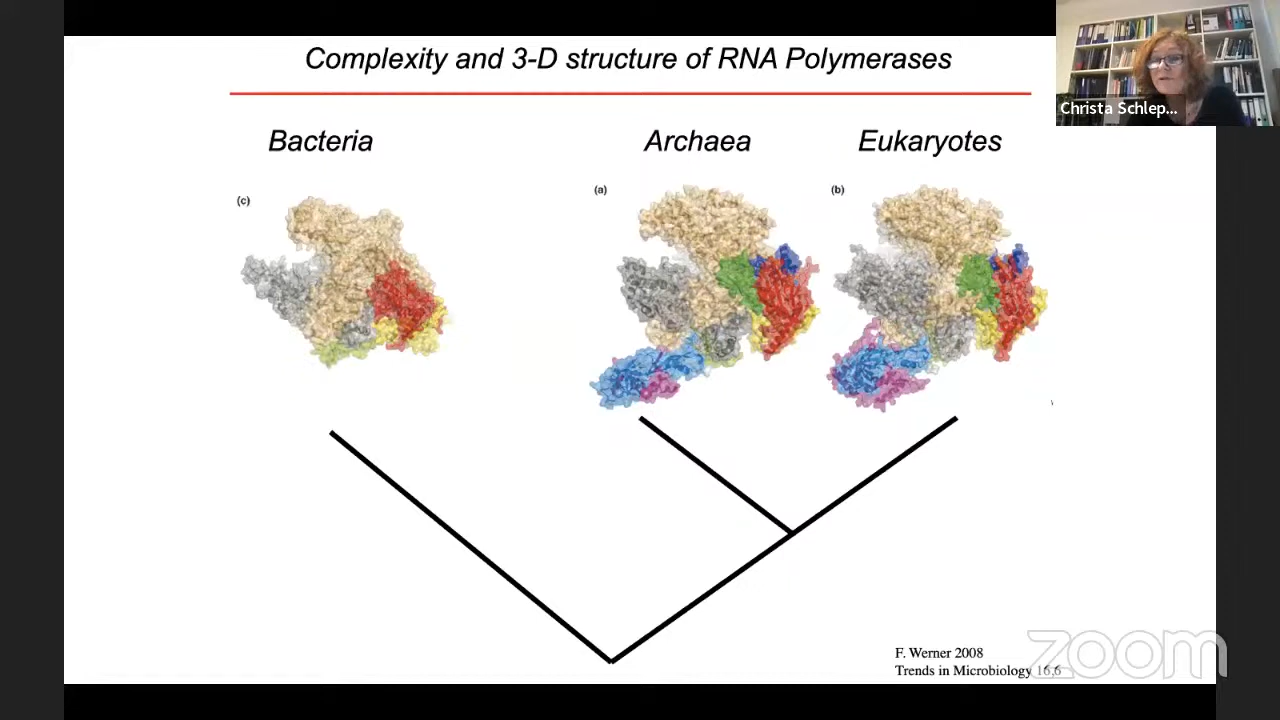 Complexity and 3-D structure of RNA Polymerases
Christa Schlep...
Bacteria
Archaea
Eukaryotes
(c)
(a)
(b)
F. Werner 2008
Trends in Microbiology 16,6
zoom